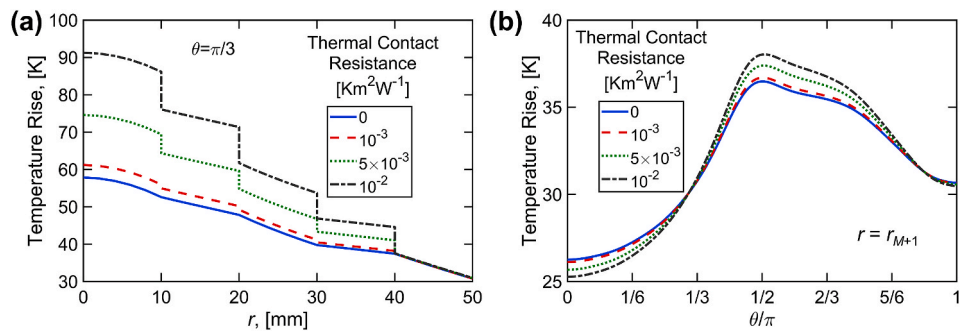 (a)
Temperature Rise, [K]
100
90
80
70
60
50
40
30
θ=π/3
Thermal Contact
Resistance
[Km²W⁻¹]
0
10⁻³
5×10⁻³
10⁻²
0
10
20
30
40
50
r, [mm]
(b)
Temperature Rise, [K]
40
35
30
25
Thermal Contact
Resistance
[Km²W⁻¹]
0
10⁻³
5×10⁻³
10⁻²
r = r_M+1
0
1/6
1/3
1/2
2/3
5/6
1
θ/π